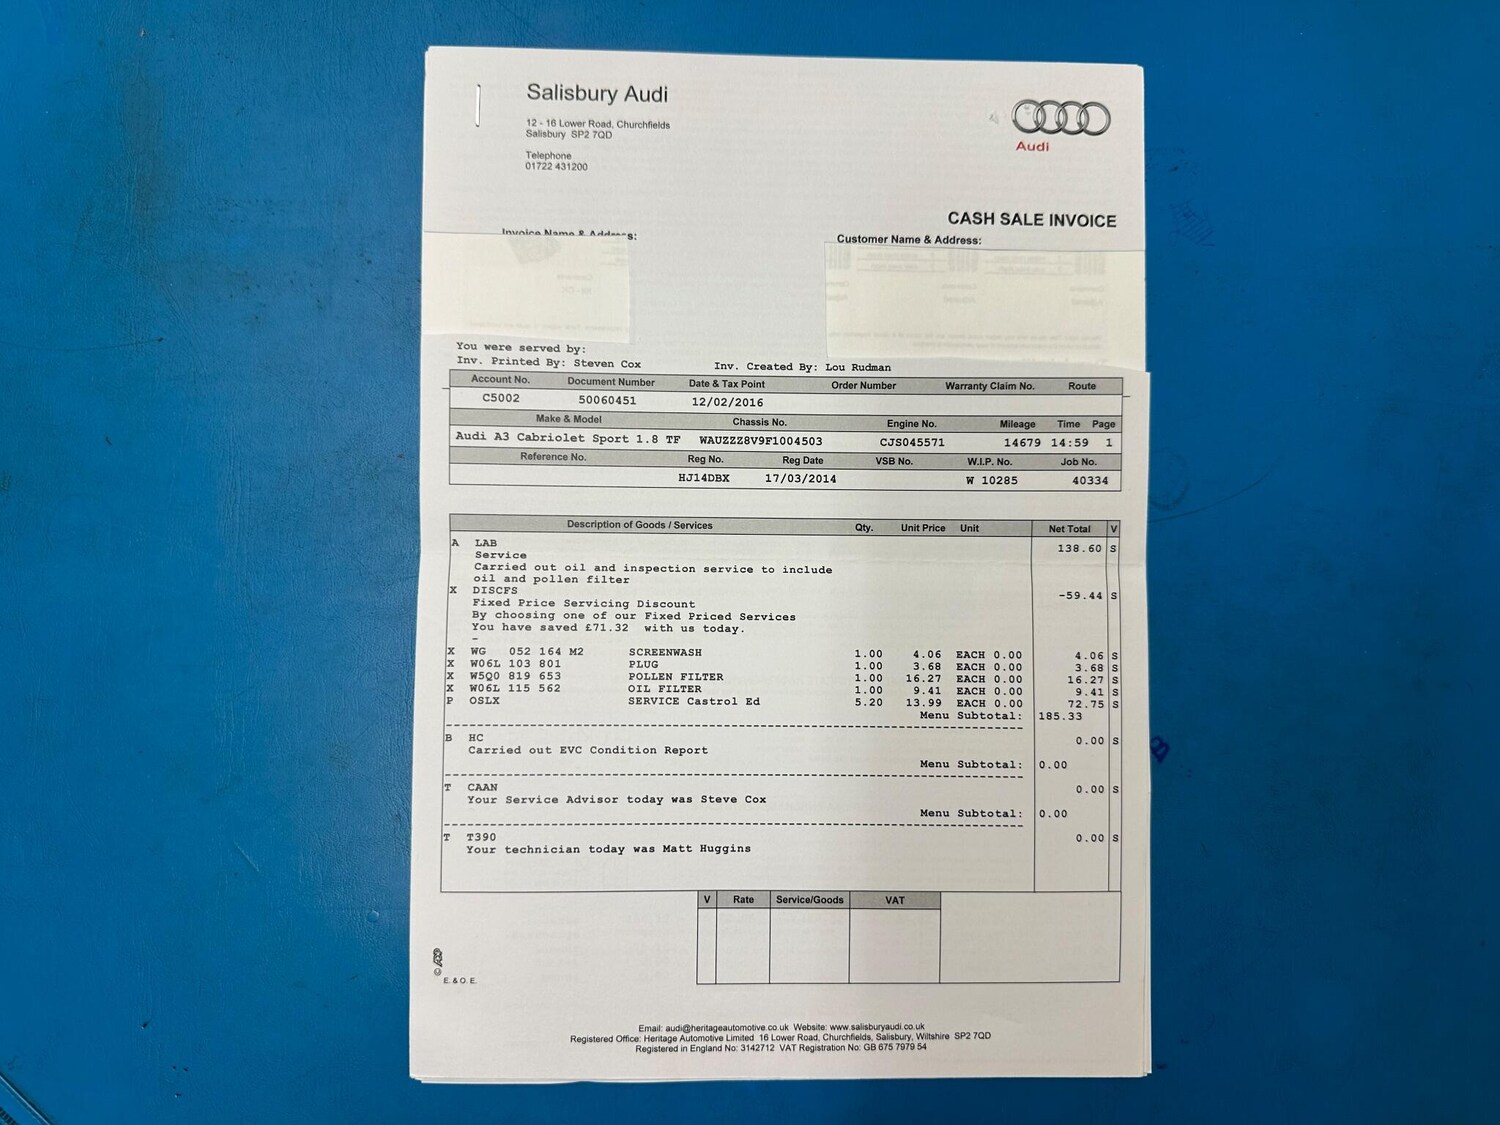 Salisbury Audi
12 - 16 Lower Road, Churchfields
Salisbury SP2 7QD
Telephone
01722 431200
Audi
CASH SALE INVOICE
Invoice Name & Address:
Customer Name & Address:
You were served by:
Inv. Printed By: Steven Cox Inv. Created By: Lou Rudman
Account No. Document Number Date & Tax Point Order Number Warranty Claim No. Route
C5002 50060451 12/02/2016
Make & Model Chassis No. Engine No. Mileage Time Page
Audi A3 Cabriolet Sport 1.8 TF WAUZZZ8V9F1004503 CJS045571 14679 14:59 1
Reference No. Reg No. Reg Date VSB No. W.I.P. No. Job No.
HJ14DBX 17/03/2014 W 10285 40334
Description of Goods / Services Qty. Unit Price Unit Net Total V
A LAB 138.60 S
Service
Carried out oil and inspection service to include
oil and pollen filter
X DISCFS -59.44 S
Fixed Price Servicing Discount
By choosing one of our Fixed Priced Services
You have saved £71.32 with us today.
-
X WG 052 164 M2 SCREENWASH 1.00 4.06 EACH 0.00 4.06 S
X W06L 103 801 PLUG 1.00 3.68 EACH 0.00 3.68 S
X W5Q0 819 653 POLLEN FILTER 1.00 16.27 EACH 0.00 16.27 S
X W06L 115 562 OIL FILTER 1.00 9.41 EACH 0.00 9.41 S
P OSLX SERVICE Castrol Ed 5.20 13.99 EACH 0.00 72.75 S
Menu Subtotal: 185.33
B HC 0.00 S
Carried out EVC Condition Report
Menu Subtotal: 0.00
T CAAN 0.00 S
Your Service Advisor today was Steve Cox
Menu Subtotal: 0.00
T T390 0.00 S
Your technician today was Matt Huggins
V Rate Service/Goods VAT
E. & O. E.
Email: audi@heritageautomotive.co.uk Website: www.salisburyaudi.co.uk
Registered Office: Heritage Automotive Limited 16 Lower Road, Churchfields, Salisbury, Wiltshire SP2 7QD
Registered in England No: 3142712 VAT Registration No: GB 675 7979 54